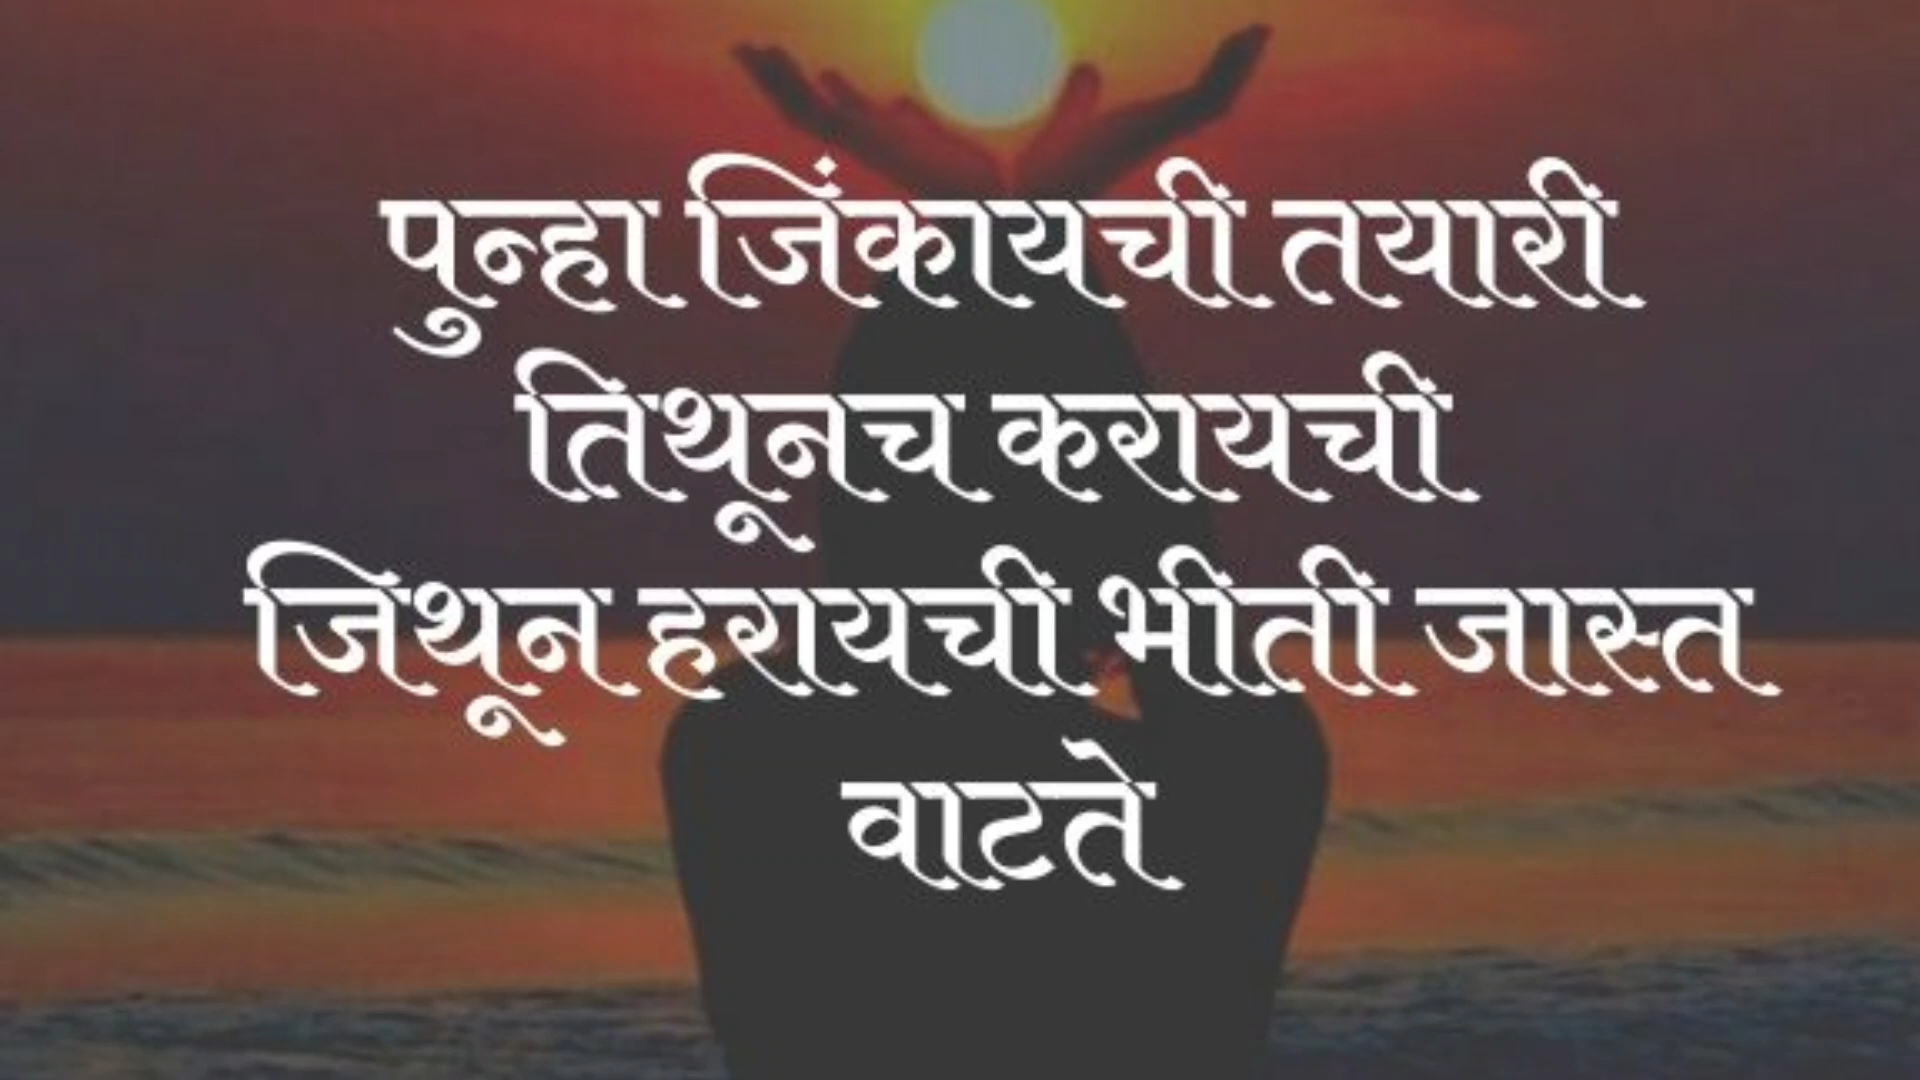 पुन्हा जिंकायची तयारी
तिथूनच करायची
जिथून हरायची भीती जास्त
वाटते